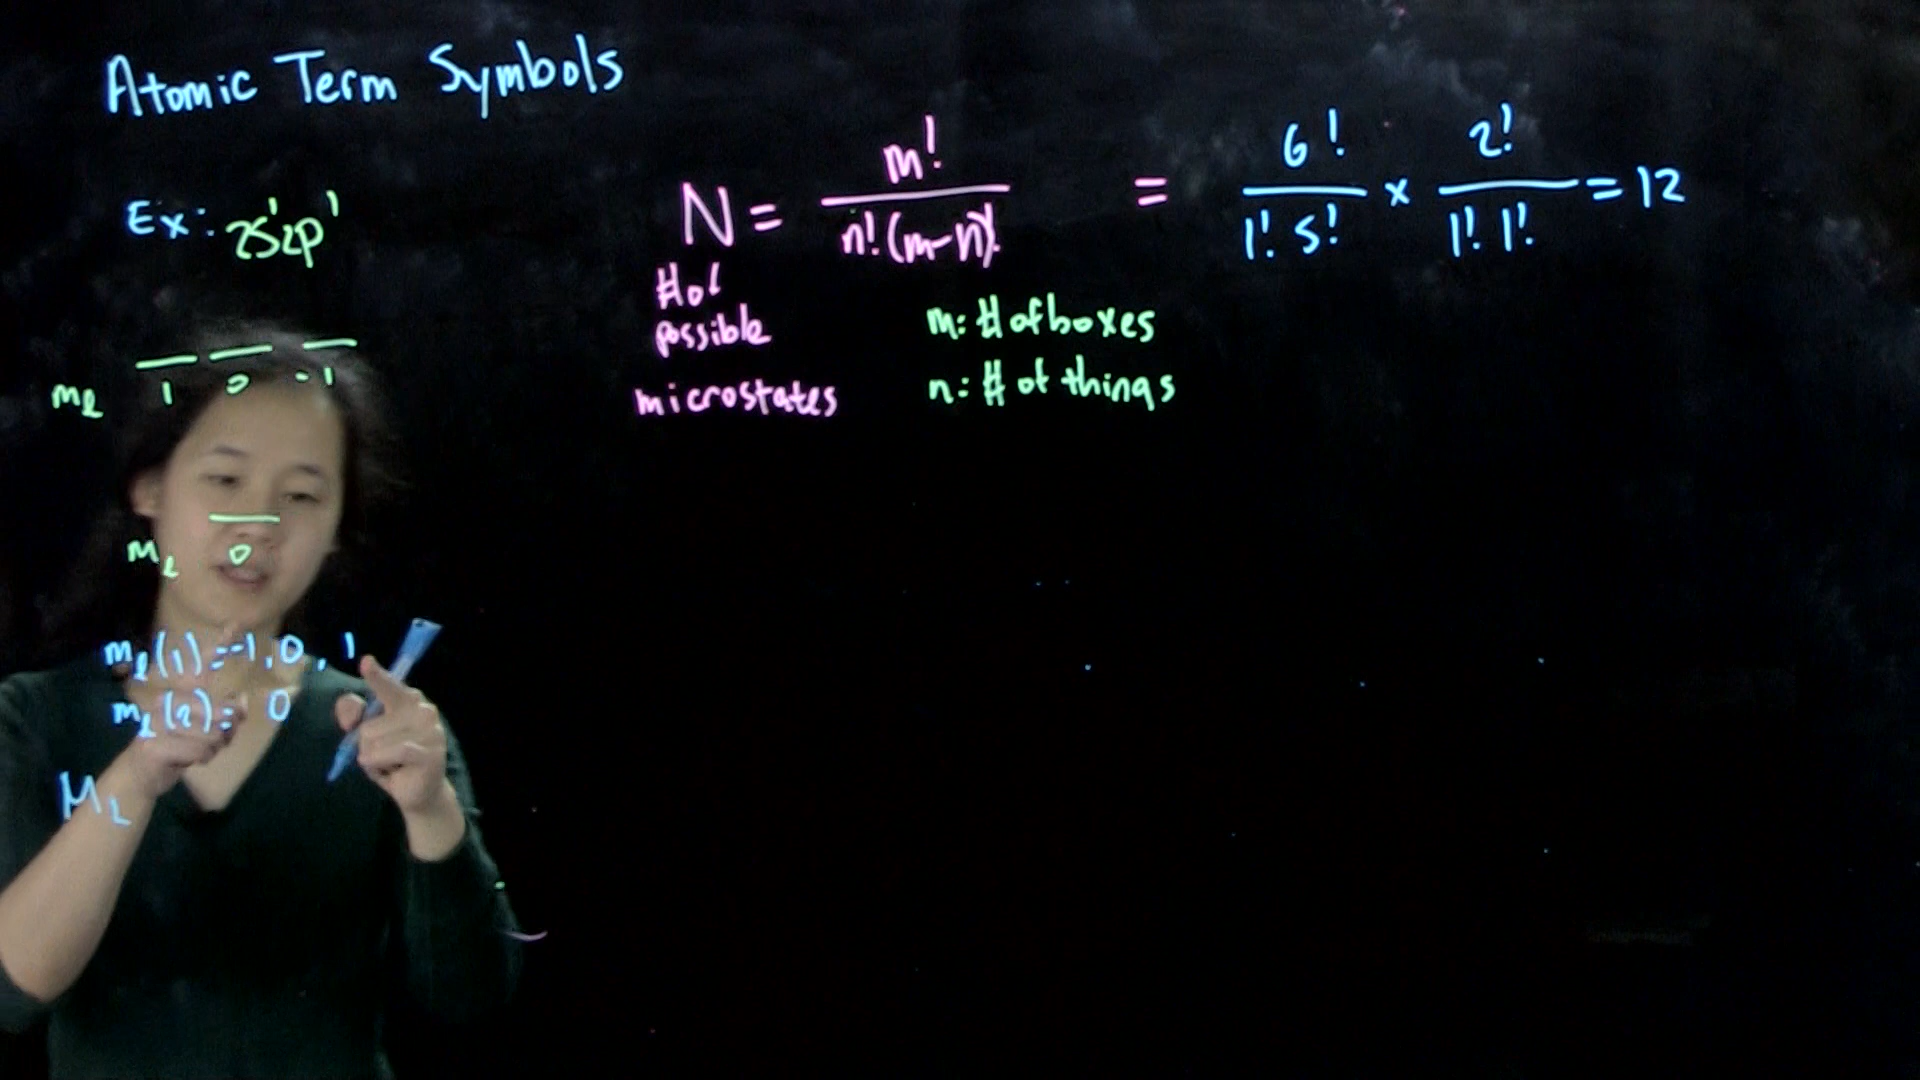 Atomic Term Symbols
Ex: 2s¹2p¹
N = m! / n!(m-n)! = 6! / 1! 5! x 2! / 1! 1! = 12
# of
possible
microstates
m: # of boxes
n: # of things
mℓ 1 0 -1
mℓ 0
mℓ(1) = -1, 0, 1
mℓ(2) = 0
M_L